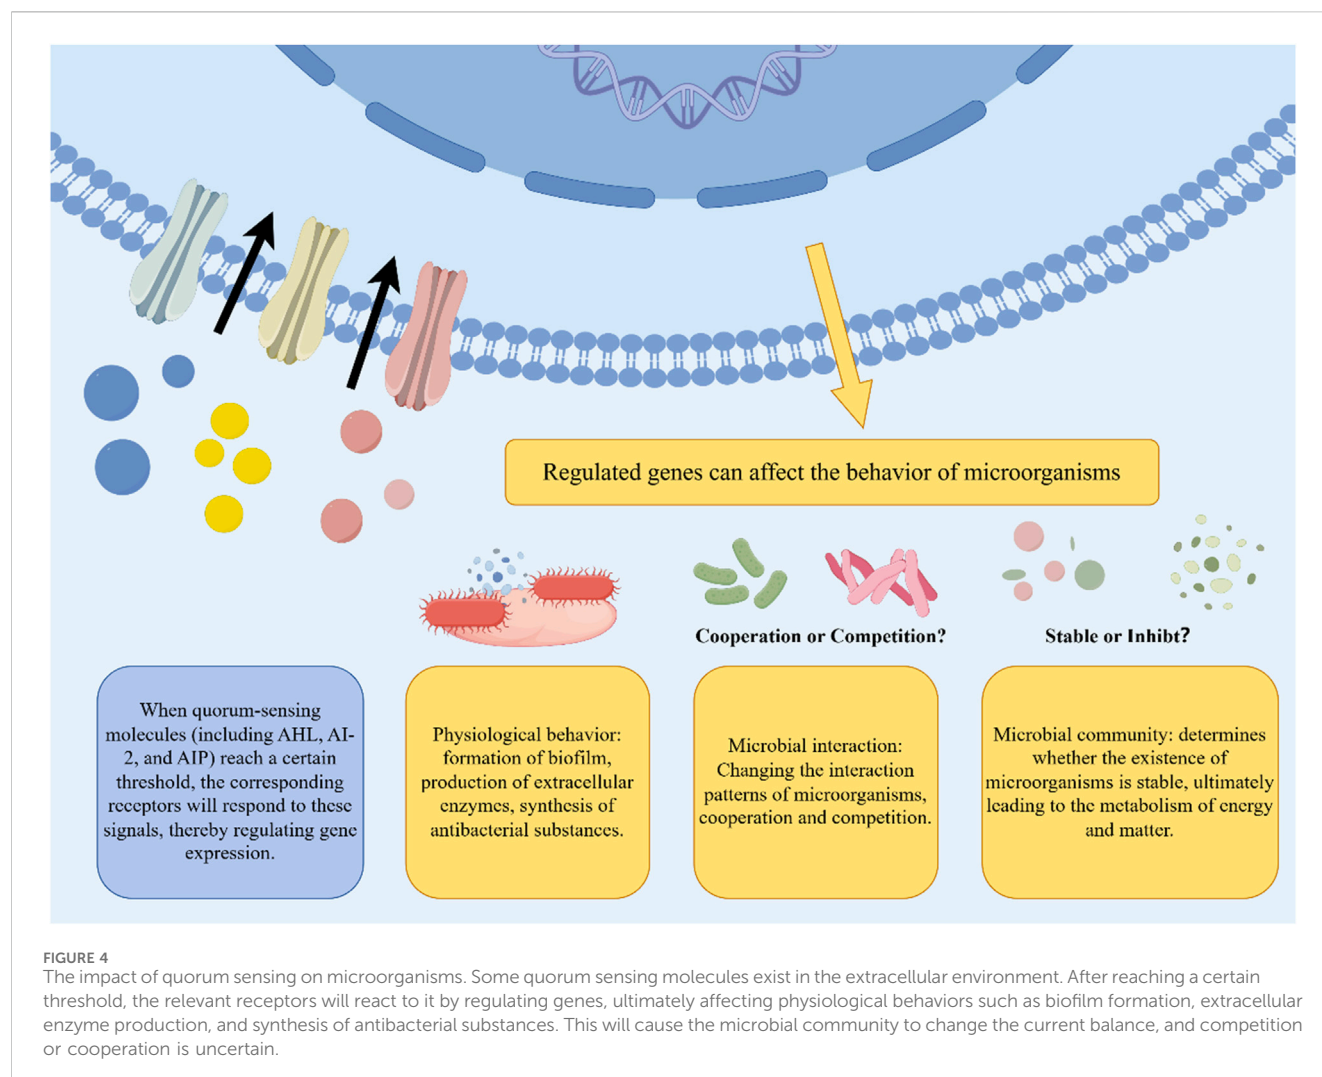 Regulated genes can affect the behavior of microorganisms
Cooperation or Competition?
Stable or Inhibt?
When quorum-sensing
molecules (including AHL, AI-
2, and AIP) reach a certain
threshold, the corresponding
receptors will respond to these
signals, thereby regulating gene
expression.
Physiological behavior:
formation of biofilm,
production of extracellular
enzymes, synthesis of
antibacterial substances.
Microbial interaction:
Changing the interaction
patterns of microorganisms,
cooperation and competition.
Microbial community: determines
whether the existence of
microorganisms is stable, ultimately
leading to the metabolism of energy
and matter.
FIGURE 4
The impact of quorum sensing on microorganisms. Some quorum sensing molecules exist in the extracellular environment. After reaching a certain
threshold, the relevant receptors will react to it by regulating genes, ultimately affecting physiological behaviors such as biofilm formation, extracellular
enzyme production, and synthesis of antibacterial substances. This will cause the microbial community to change the current balance, and competition
or cooperation is uncertain.